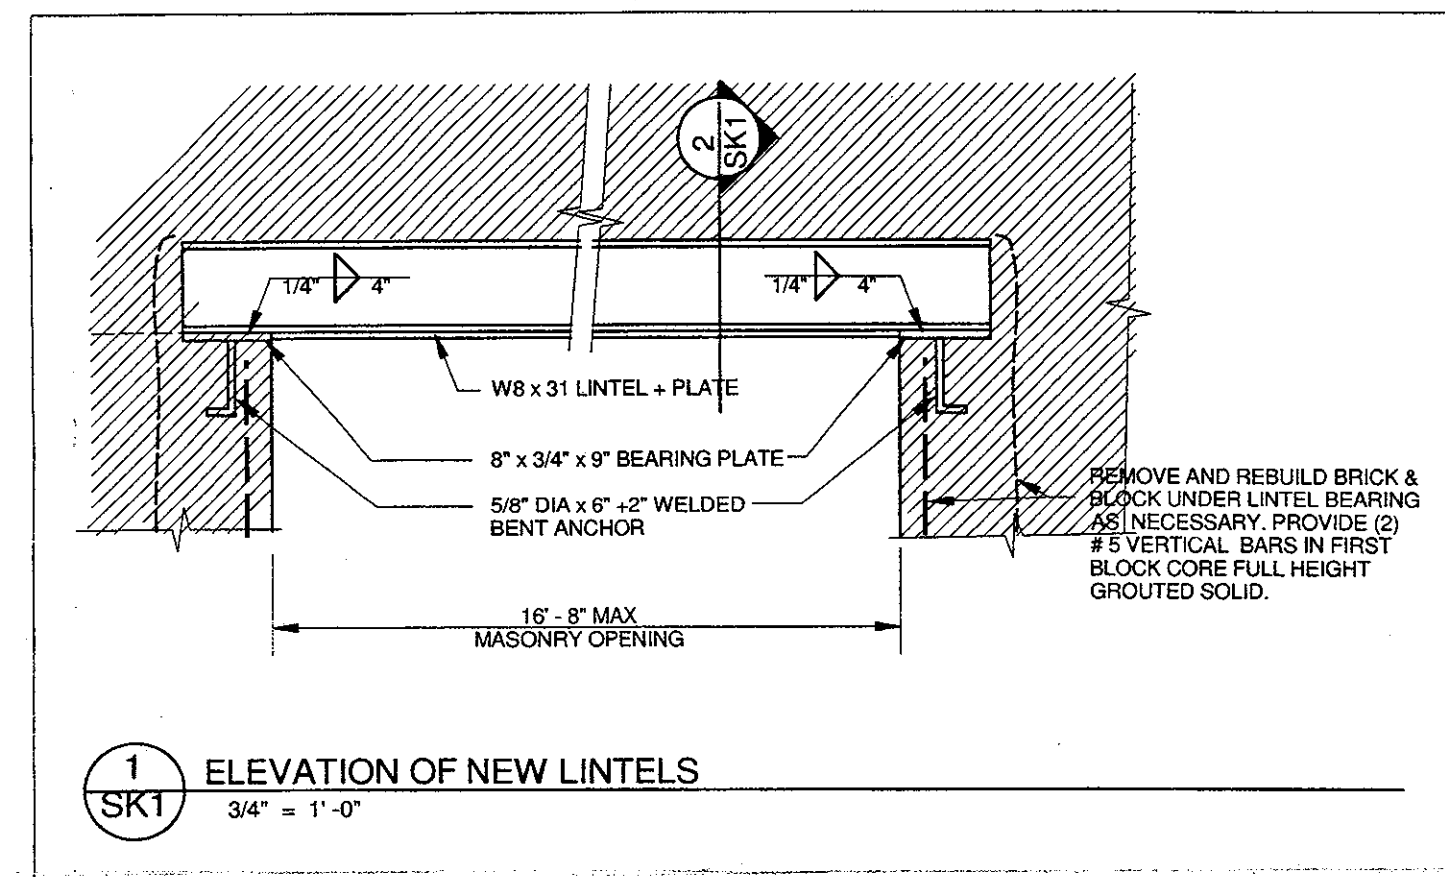 2
SK1
1/4" 4"
1/4" 4"
W8 x 31 LINTEL + PLATE
8" x 3/4" x 9" BEARING PLATE
5/8" DIA x 6" +2" WELDED
BENT ANCHOR
REMOVE AND REBUILD BRICK &
BLOCK UNDER LINTEL BEARING
AS NECESSARY. PROVIDE (2)
# 5 VERTICAL BARS IN FIRST
BLOCK CORE FULL HEIGHT
GROUTED SOLID.
16' - 8" MAX
MASONRY OPENING
1
SK1
ELEVATION OF NEW LINTELS
3/4" = 1' -0"